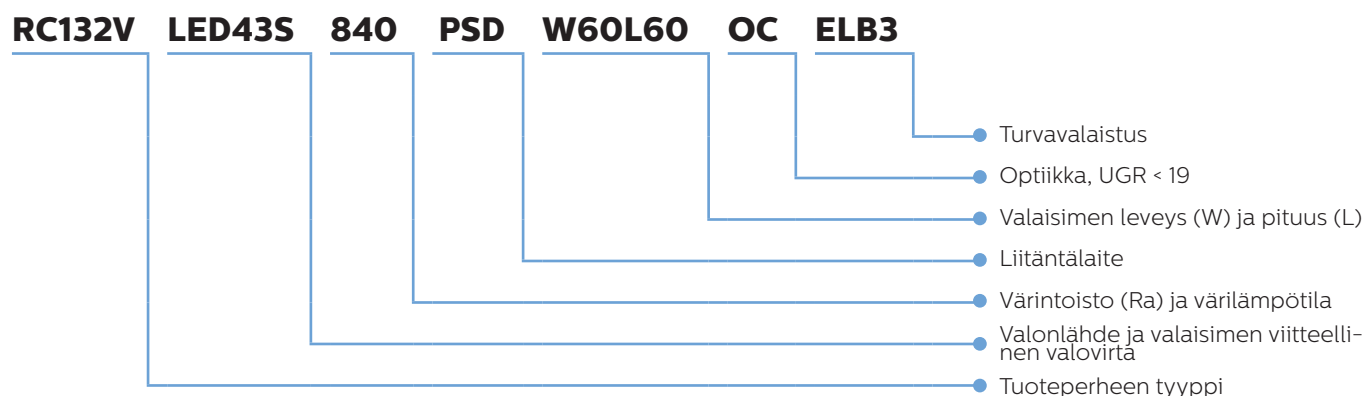 RC132V LED43S 840 PSD W60L60 OC ELB3
Turvavalaistus
Optiikka, UGR < 19
Valaisimen leveys (W) ja pituus (L)
Liitäntälaite
Värintoisto (Ra) ja värilämpötila
Valonlähde ja valaisimen viitteelli-
nen valovirta
Tuoteperheen tyyppi